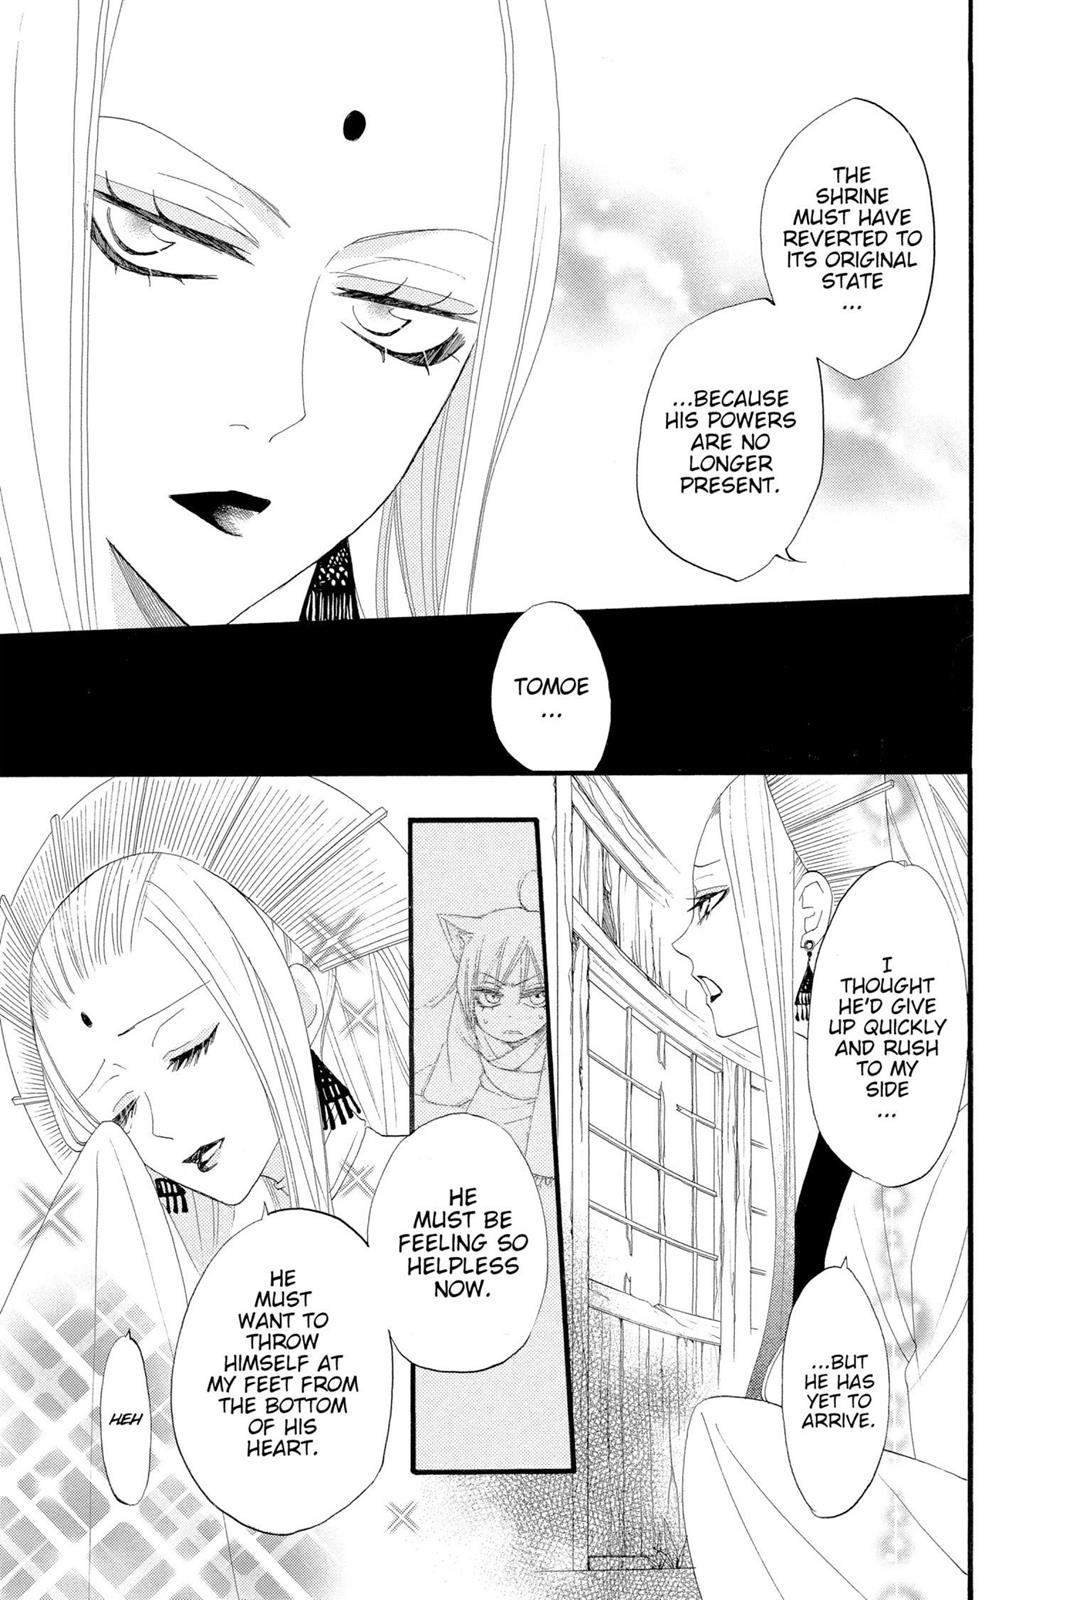 THE
SHRINE
MUST HAVE
REVERTED TO
ITS ORIGINAL
STATE
...
...BECAUSE
HIS POWERS
ARE NO
LONGER
PRESENT.
TOMOE
...
I
THOUGHT
HE'D GIVE
UP QUICKLY
AND RUSH
TO MY
SIDE
...
...BUT
HE HAS
YET TO
ARRIVE.
HE
MUST BE
FEELING SO
HELPLESS
NOW.
HE
MUST
WANT TO
THROW
HIMSELF AT
MY FEET FROM
THE BOTTOM
OF HIS
HEART.
HEH